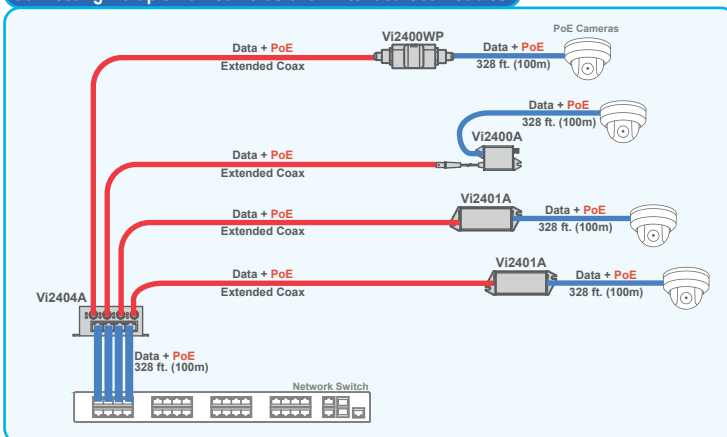 PoE Cameras
Vi2400WP
Data + PoE
Extended Coax
Data + PoE
328 ft. (100m)
Data + PoE
328 ft. (100m)
Vi2400A
Data + PoE
Extended Coax
Vi2401A
Data + PoE
Extended Coax
Data + PoE
328 ft. (100m)
Vi2401A
Data + PoE
Extended Coax
Data + PoE
328 ft. (100m)
Vi2404A
Data + PoE
328 ft. (100m)
Network Switch